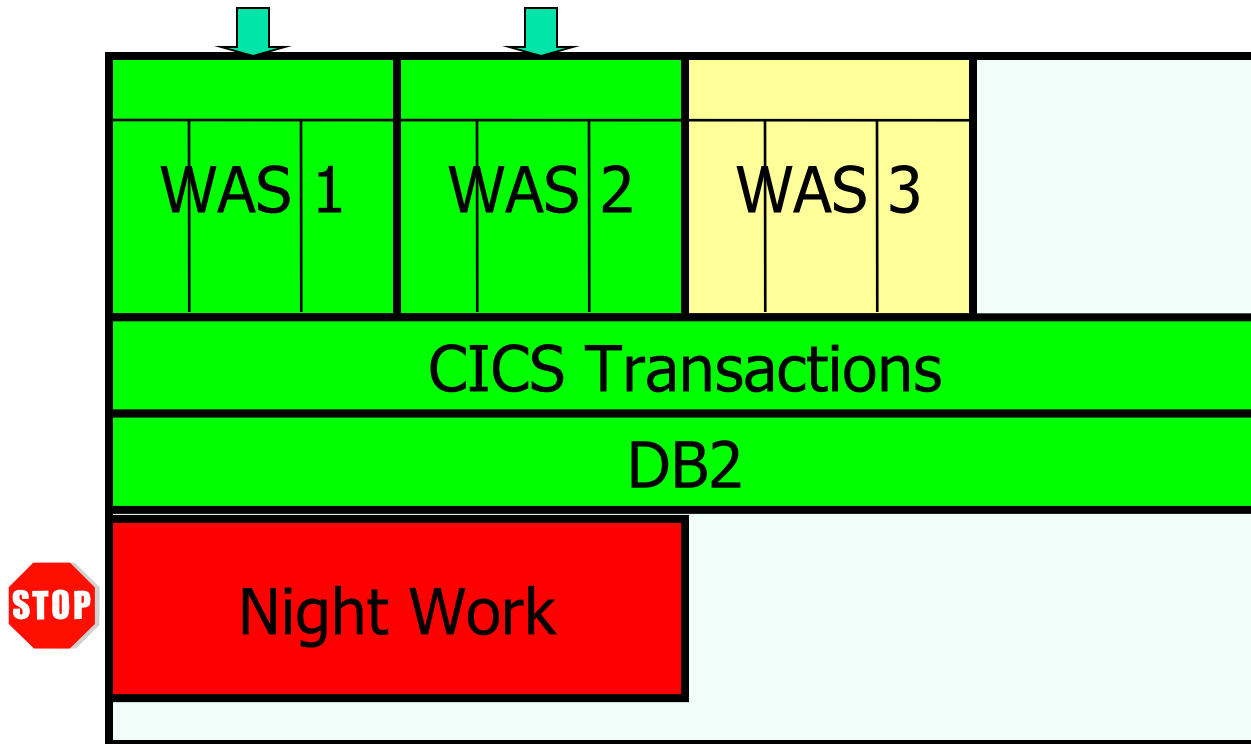 WAS 1
WAS 2
WAS 3
CICS Transactions
DB2
STOP
Night Work